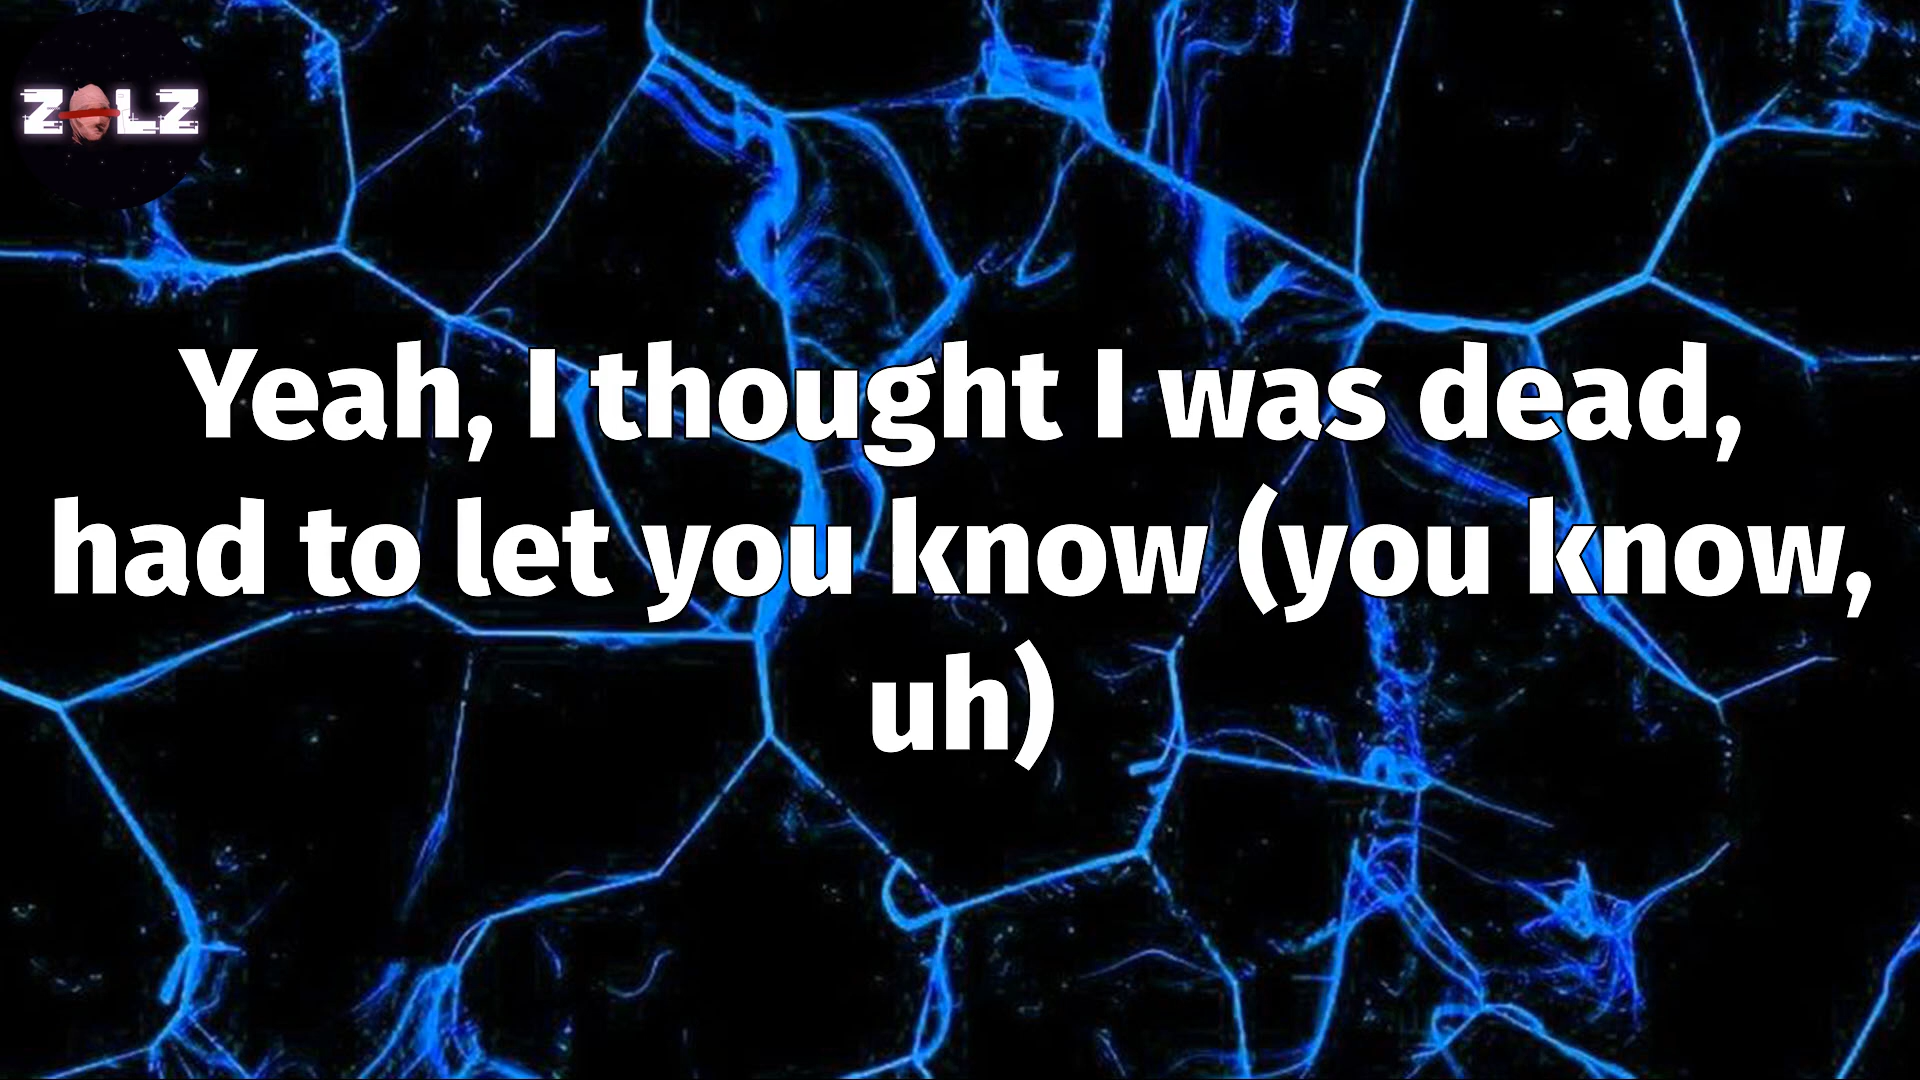 ZOLZ
Yeah, I thought I was dead,
had to let you know (you know,
uh)